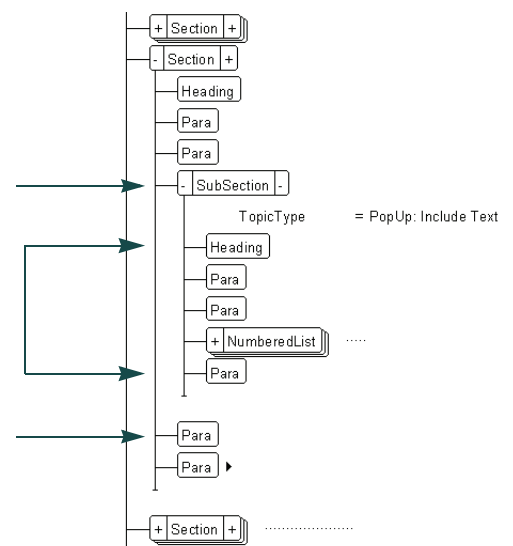 + Section +
- Section +
Heading
Para
Para
- SubSection -
TopicType = PopUp: Include Text
Heading
Para
Para
+ NumberedList
Para
Para
Para
+ Section +